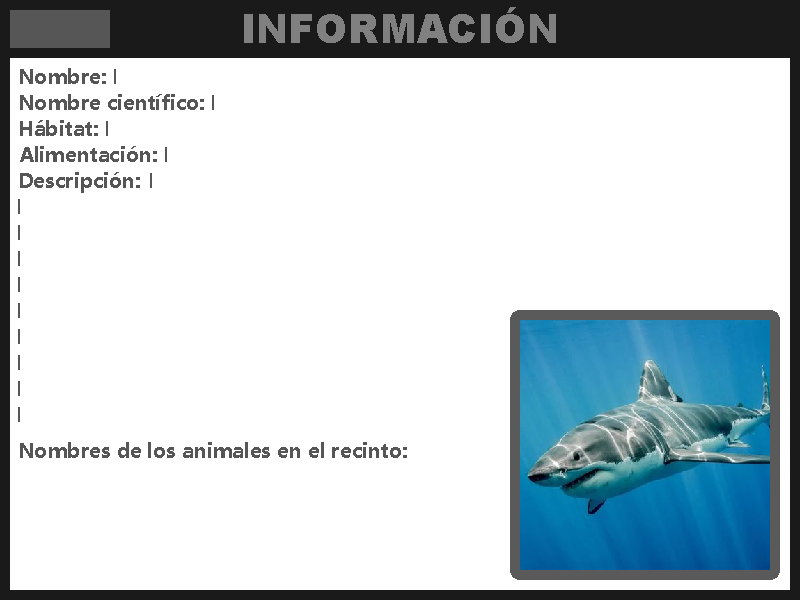 INFORMACIÓN
Nombre: |
Nombre científico: |
Hábitat: |
Alimentación: |
Descripción: |
|
|
|
|
|
|
|
|
|
Nombres de los animales en el recinto: